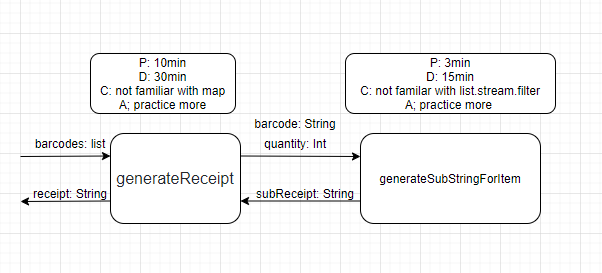 P: 10min
D: 30min
C: not familiar with map
A; practice more
P: 3min
D: 15min
C: not familar with list.stream.filter
A; practice more
barcodes: list
generateReceipt
receipt: String
barcode: String
quantity: Int
subReceipt: String
generateSubStringForItem